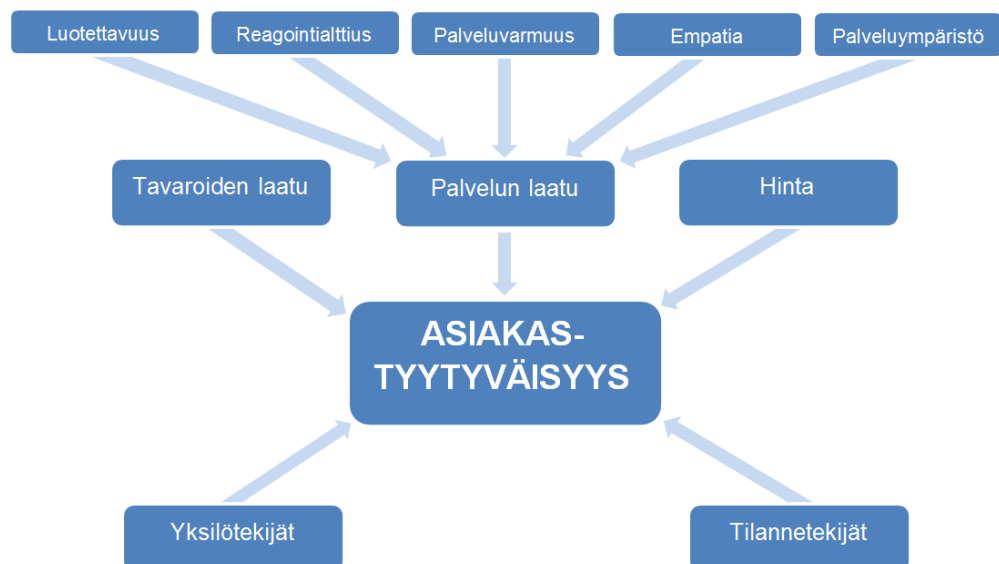 Luotettavuus
Reagointialttius
Palveluvarmuus
Empatia
Palveluympäristö
Tavaroiden laatu
Palvelun laatu
Hinta
ASIAKAS-
TYYTYVÄISYYS
Yksilötekijät
Tilannetekijät